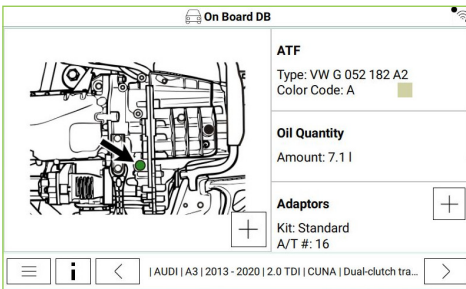 On Board DB
ATF
Type: VW G 052 182 A2
Color Code: A
Oil Quantity
Amount: 7.1 l
Adaptors
Kit: Standard
A/T #: 16
| AUDI | A3 | 2013 - 2020 | 2.0 TDI | CUNA | Dual-clutch tra...